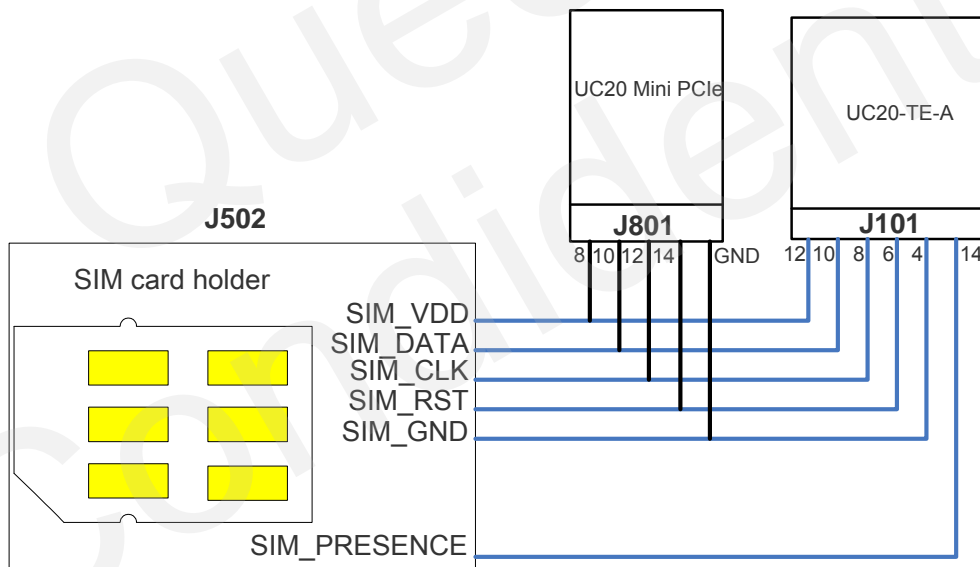 UC20 Mini PCIe
UC20-TE-A
J502
J801
J101
8 10 12 14 GND
12 10 8 6 4 14
SIM card holder
SIM_VDD
SIM_DATA
SIM_CLK
SIM_RST
SIM_GND
SIM_PRESENCE